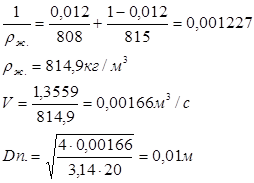 1/ρж. = 0,012/808 + 1-0,012/815 = 0,001227
ρж. = 814,9кг / м³
V = 1,3559/814,9 = 0,00166м³ / с
Dп. = √(4·0,00166/3,14·20) = 0,01м